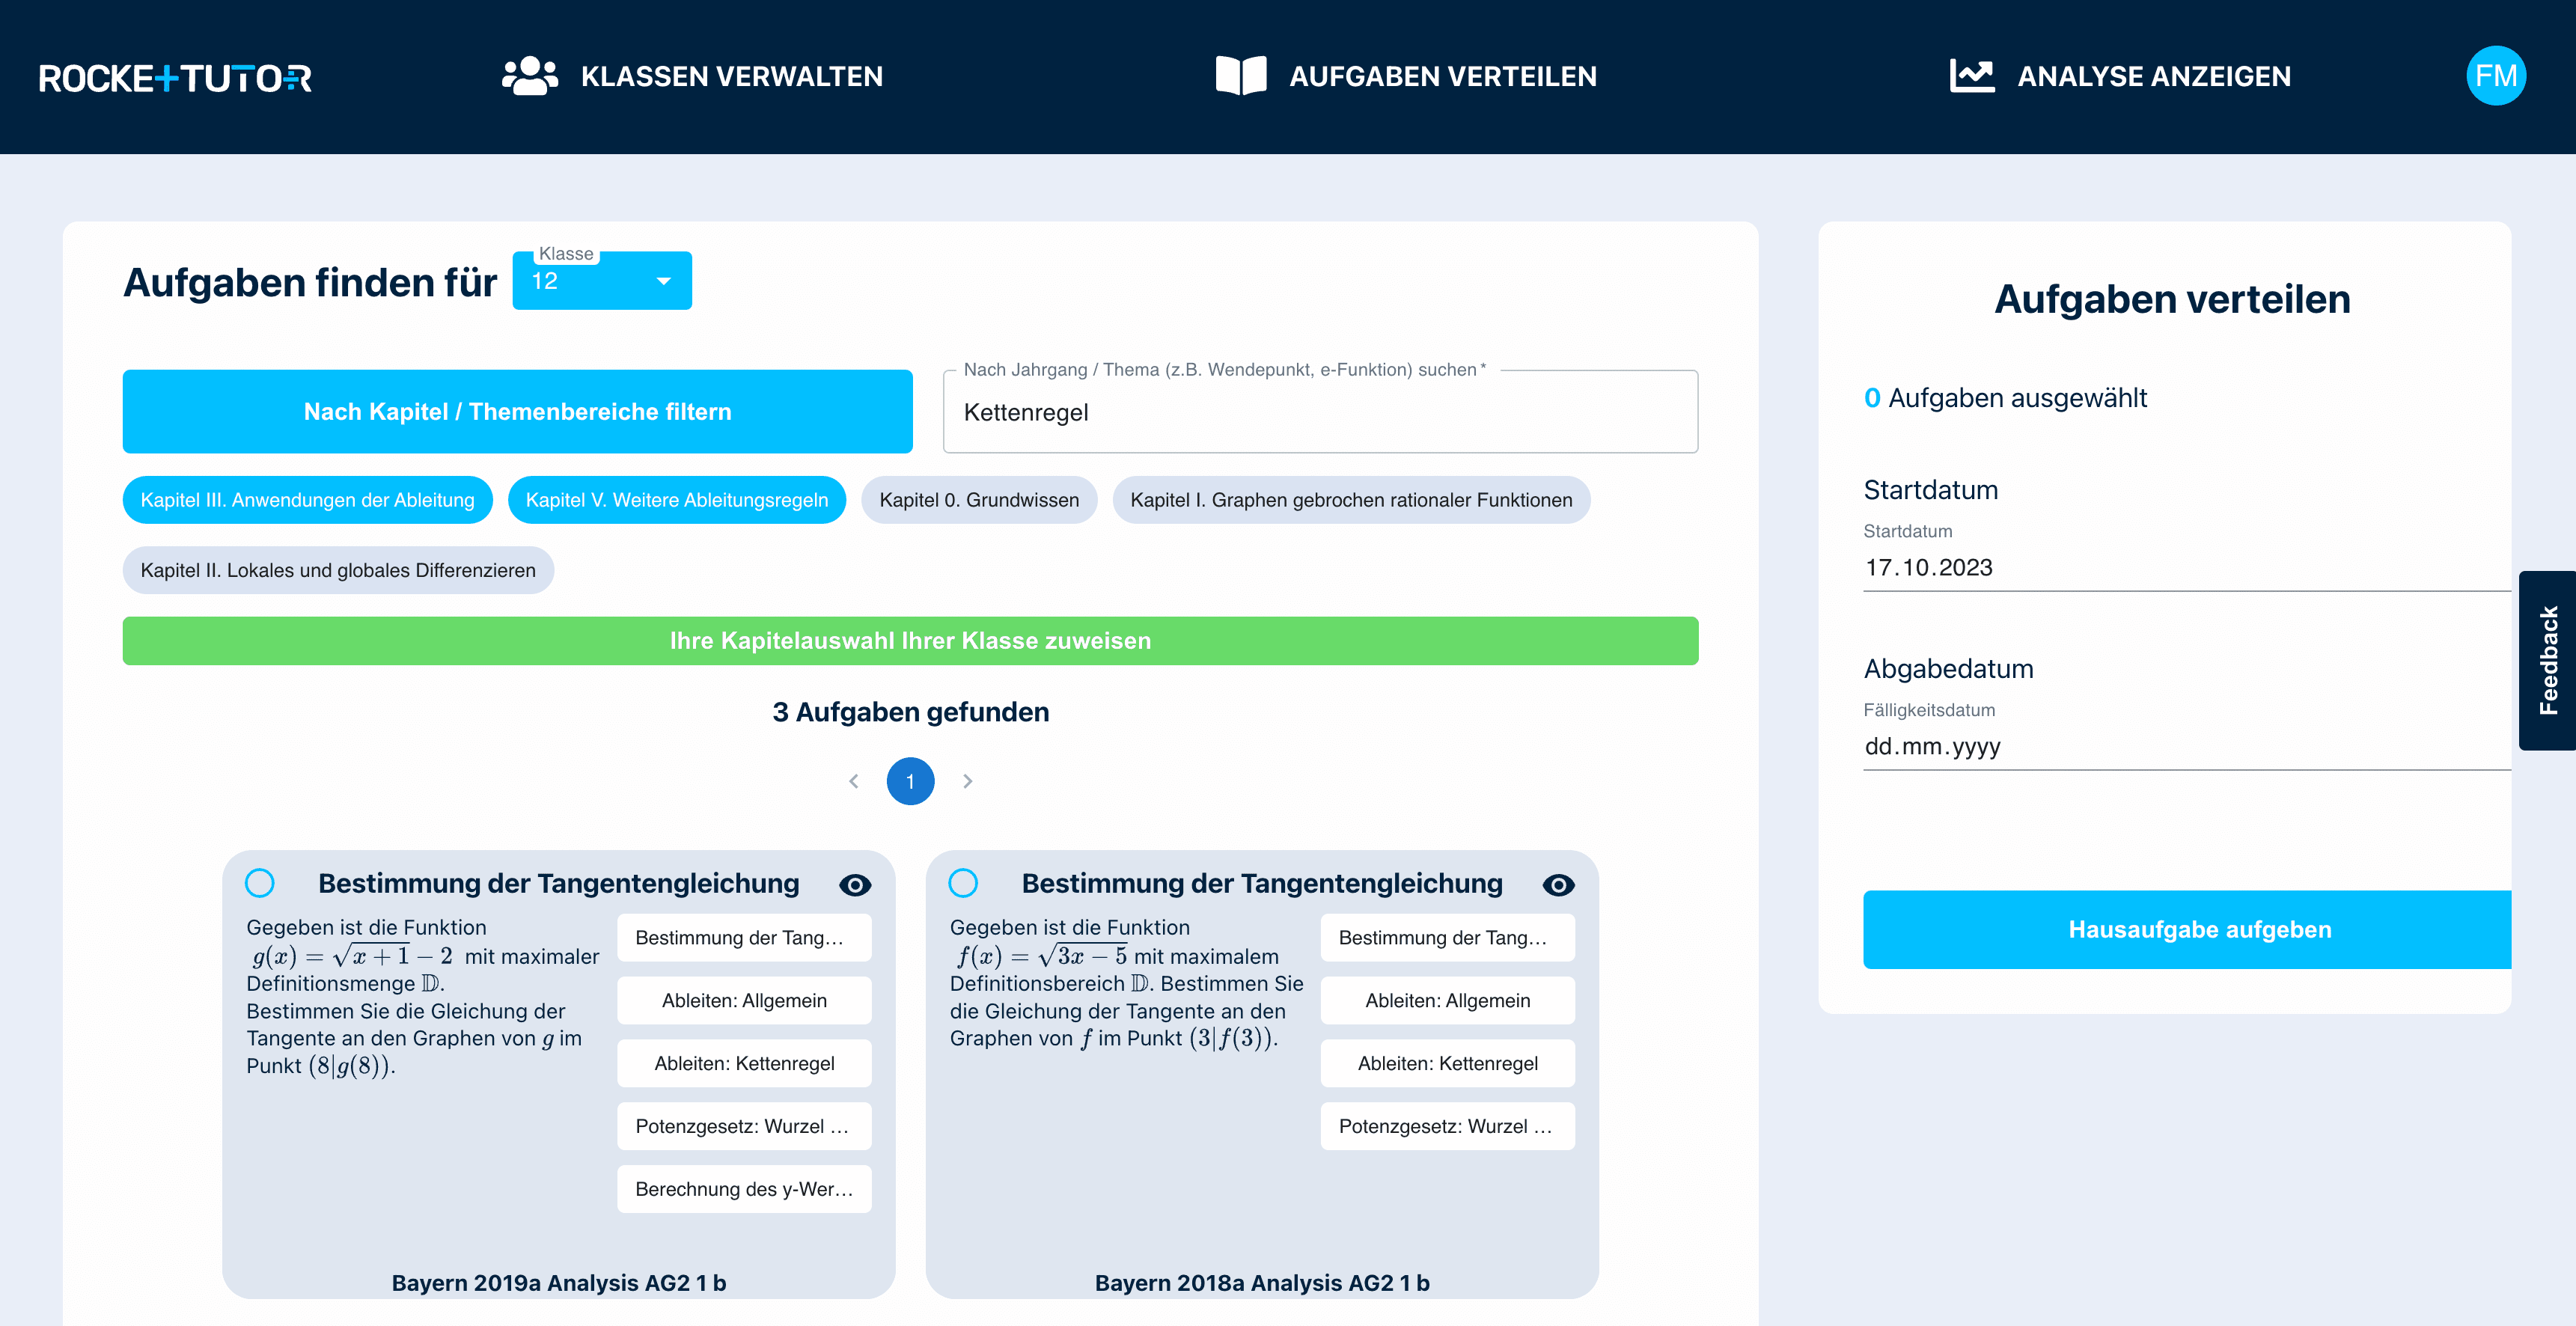 ROCKETTUTOR
KLASSEN VERWALTEN
AUFGABEN VERTEILEN
ANALYSE ANZEIGEN
FM
Aufgaben finden für
Klasse
12
Nach Kapitel / Themenbereiche filtern
Nach Jahrgang / Thema (z.B. Wendepunkt, e-Funktion) suchen *
Kettenregel
Kapitel III. Anwendungen der Ableitung
Kapitel V. Weitere Ableitungsregeln
Kapitel 0. Grundwissen
Kapitel I. Graphen gebrochen rationaler Funktionen
Kapitel II. Lokales und globales Differenzieren
Ihre Kapitelauswahl Ihrer Klasse zuweisen
3 Aufgaben gefunden
1
Bestimmung der Tangentengleichung
Gegeben ist die Funktion
g(x) = √(x + 1) − 2 mit maximaler
Definitionsmenge 𝔻.
Bestimmen Sie die Gleichung der
Tangente an den Graphen von g im
Punkt (8|g(8)).
Bestimmung der Tang...
Ableiten: Allgemein
Ableiten: Kettenregel
Potenzgesetz: Wurzel ...
Berechnung des y-Wer...
Bayern 2019a Analysis AG2 1 b
Bestimmung der Tangentengleichung
Gegeben ist die Funktion
f(x) = √(3x − 5) mit maximalem
Definitionsbereich 𝔻. Bestimmen Sie
die Gleichung der Tangente an den
Graphen von f im Punkt (3|f(3)).
Bestimmung der Tang...
Ableiten: Allgemein
Ableiten: Kettenregel
Potenzgesetz: Wurzel ...
Bayern 2018a Analysis AG2 1 b
Aufgaben verteilen
0 Aufgaben ausgewählt
Startdatum
Startdatum
17.10.2023
Abgabedatum
Fälligkeitsdatum
dd.mm.yyyy
Hausaufgabe aufgeben
Feedback